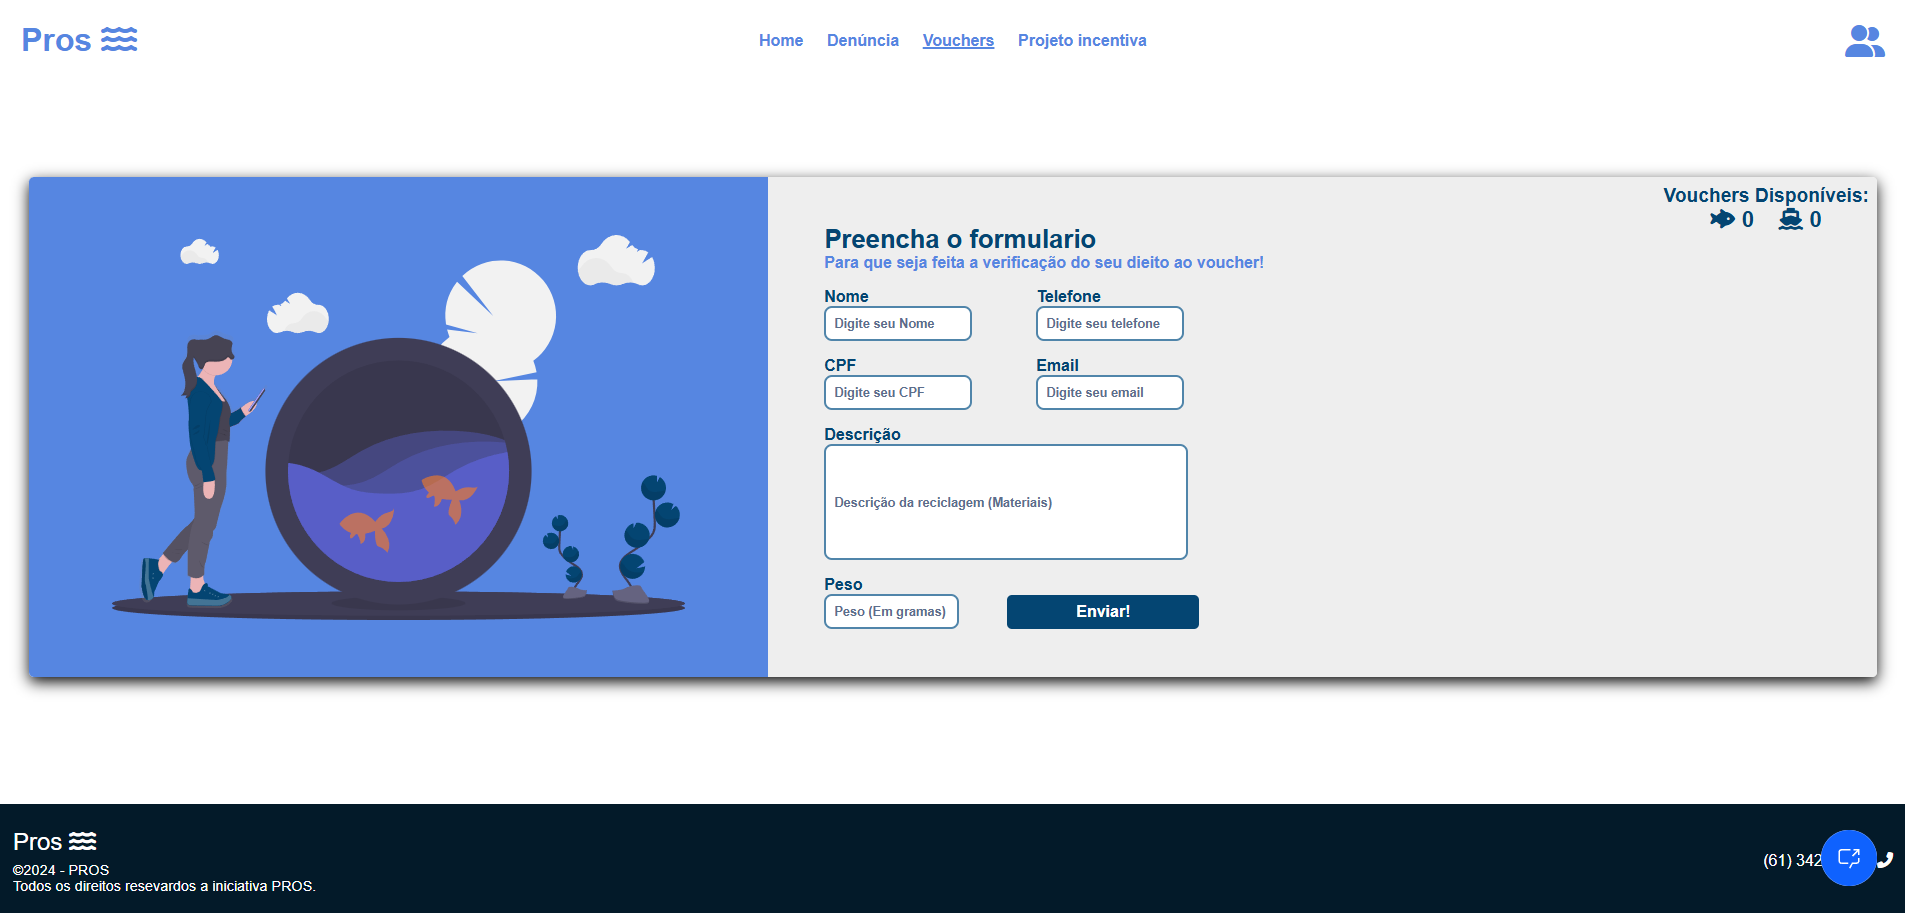 Pros
Home Denúncia Vouchers Projeto incentiva
Vouchers Disponíveis:
0 0
Preencha o formulario
Para que seja feita a verificação do seu dieito ao voucher!
Nome Telefone
Digite seu Nome Digite seu telefone
CPF Email
Digite seu CPF Digite seu email
Descrição
Descrição da reciclagem (Materiais)
Peso
Peso (Em gramas) Enviar!
Pros
©2024 - PROS
Todos os direitos resevardos a iniciativa PROS.
(61) 342